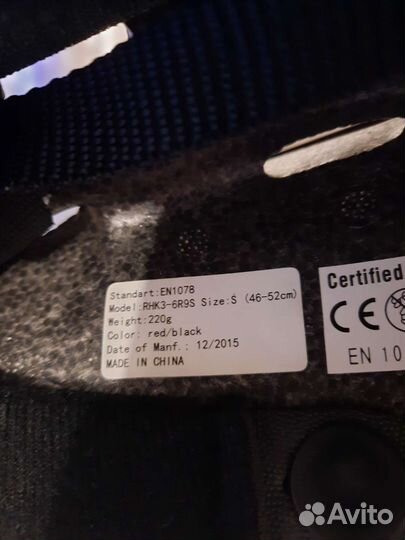 Standart:EN1078
Model:RHK3-6R9S Size:S (46-52cm)
Weight:220g
Color: red/black
Date of Manf.: 12/2015
MADE IN CHINA
Certified
CE
EN 10
Avito